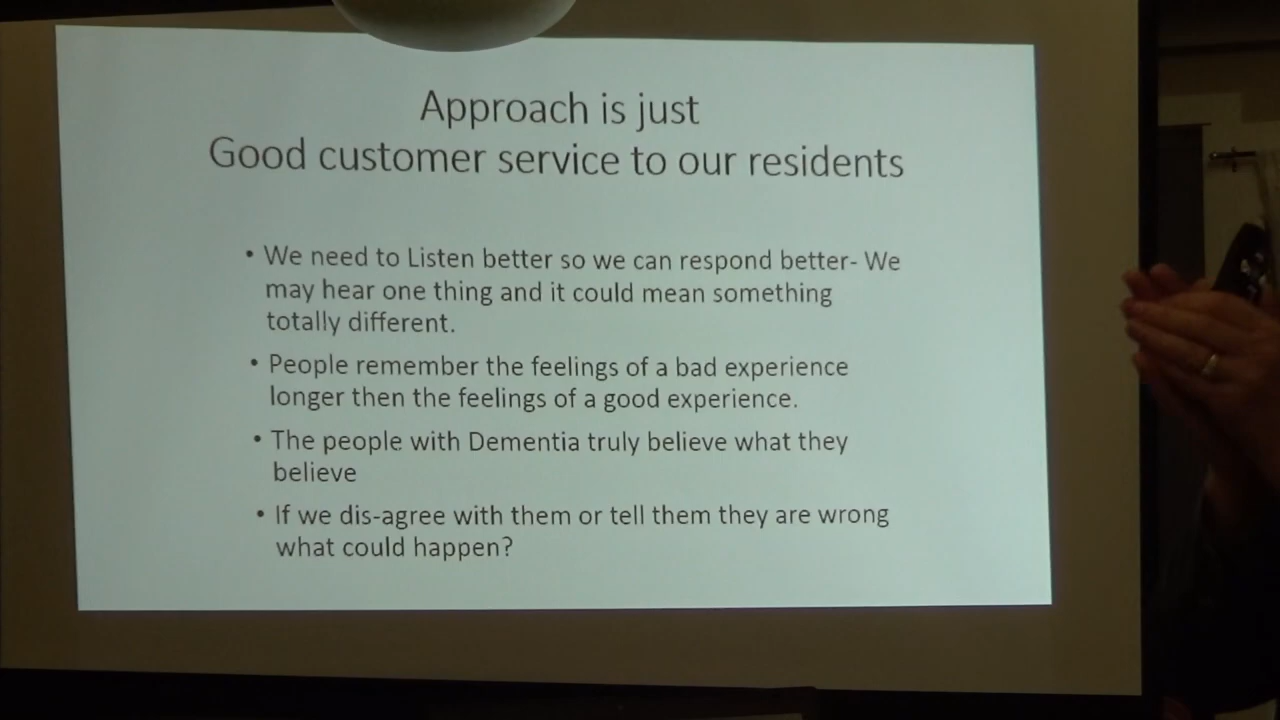 Approach is just
Good customer service to our residents
• We need to Listen better so we can respond better- We
may hear one thing and it could mean something
totally different.
• People remember the feelings of a bad experience
longer then the feelings of a good experience.
• The people with Dementia truly believe what they
believe
• If we dis-agree with them or tell them they are wrong
what could happen?